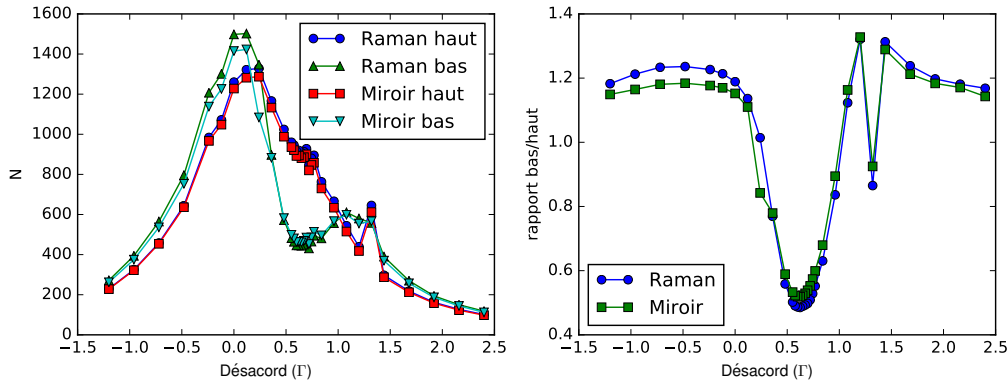 1600
1400
1200
1000
800
600
400
200
0
N
−1.5 −1.0 −0.5 0.0 0.5 1.0 1.5 2.0 2.5
Désacord (Γ)
Raman haut
Raman bas
Miroir haut
Miroir bas
1.4
1.2
1.0
0.8
0.6
0.4
rapport bas/haut
−1.5 −1.0 −0.5 0.0 0.5 1.0 1.5 2.0 2.5
Désacord (Γ)
Raman
Miroir